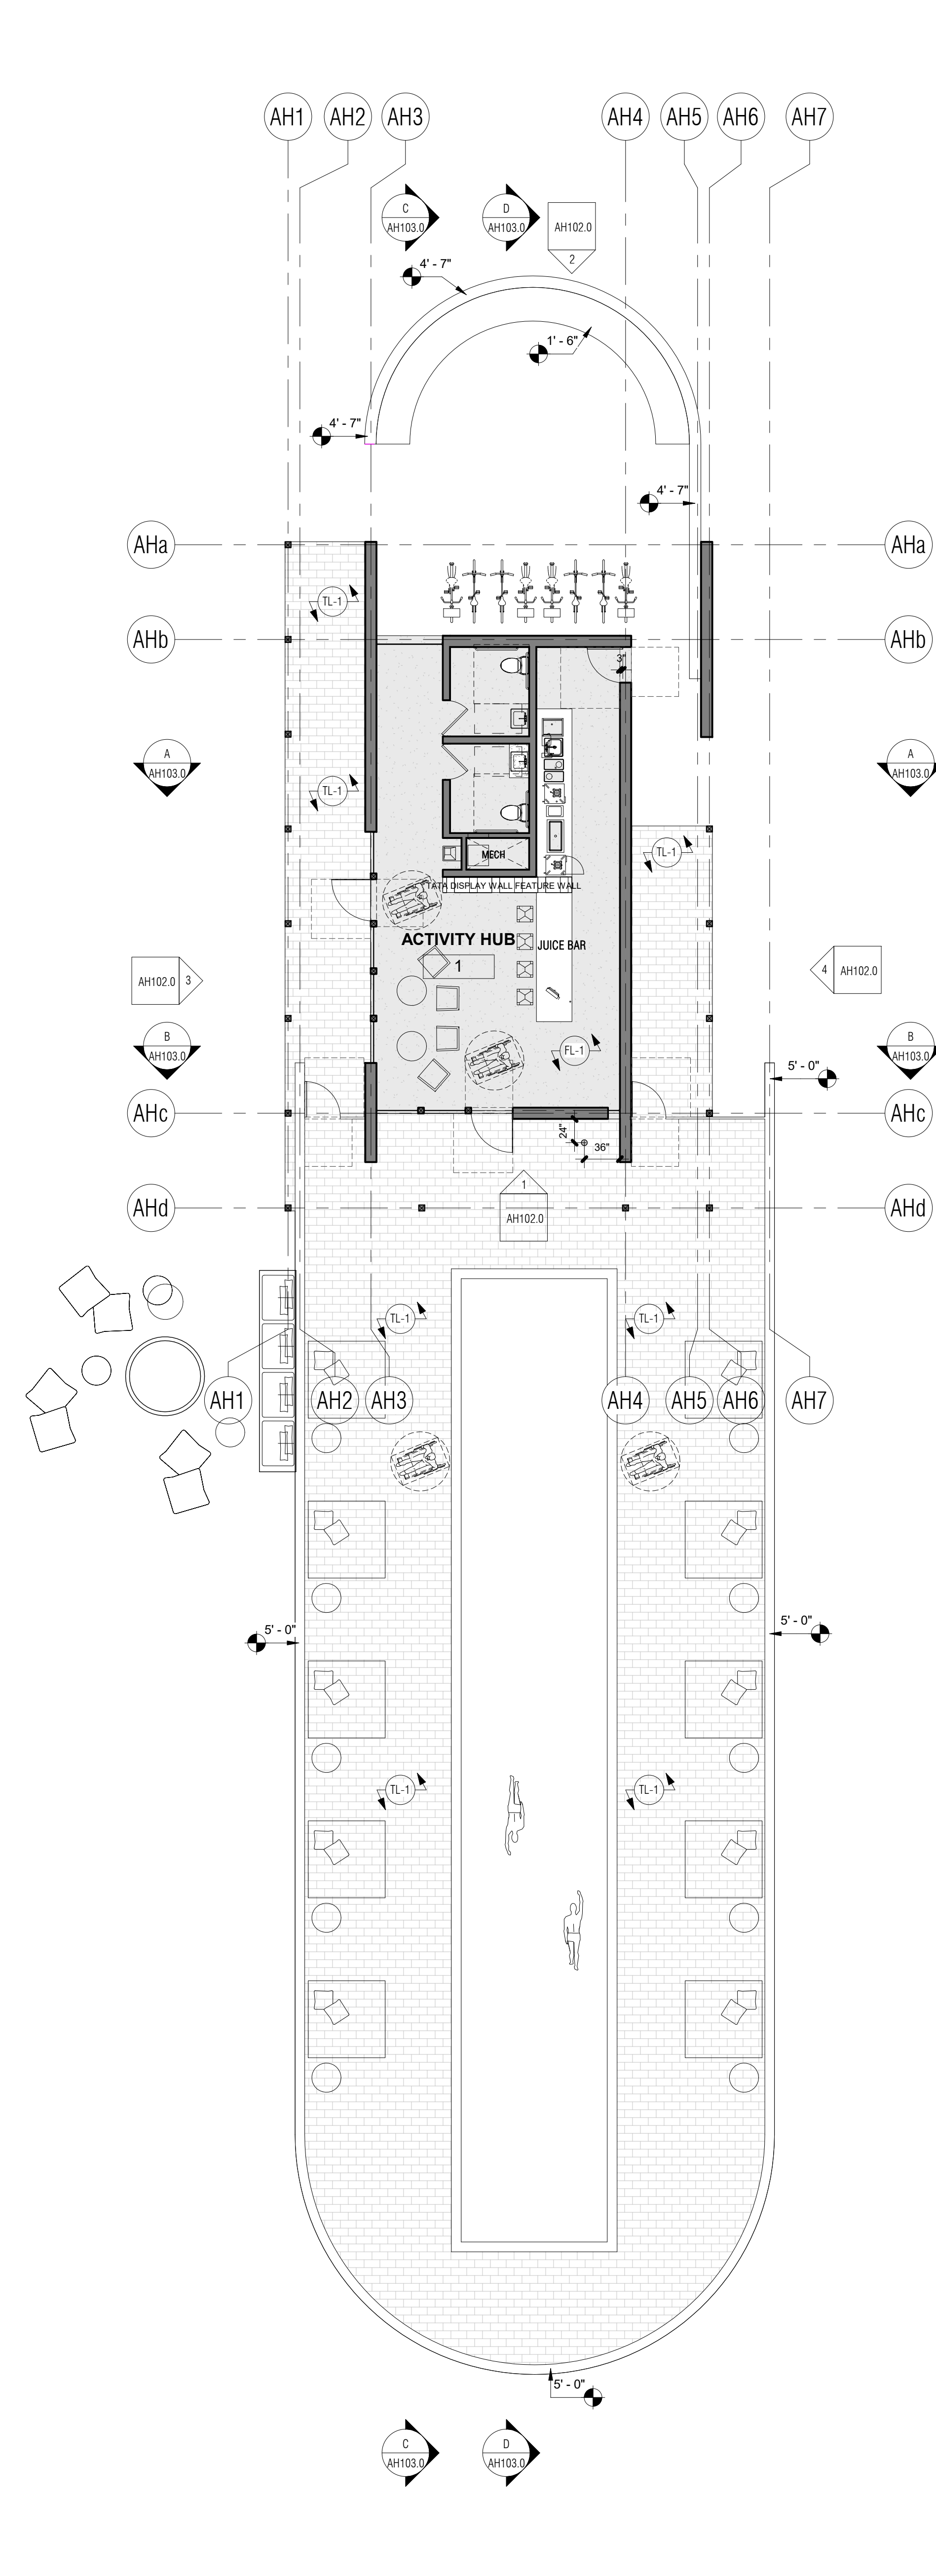 AH1 AH2 AH3 AH4 AH5 AH6 AH7
C D AH102.0
AH103.0 AH103.0 2
4' - 7"
1' - 6"
4' - 7"
4' - 7"
AHa AHa
TL-1
AHb AHb
3"
A A
AH103.0 AH103.0
TL-1
TL-1
MECH
TATA DISPLAY WALL FEATURE WALL
ACTIVITY HUB JUICE BAR
1
AH102.0 3 4 AH102.0
B B
AH103.0 AH103.0
FL-1
5' - 0"
AHc AHc
24"
36"
1
AH102.0
AHd AHd
TL-1 TL-1
AH1 AH2 AH3 AH4 AH5 AH6 AH7
5' - 0" 5' - 0"
TL-1 TL-1
5' - 0"
C D
AH103.0 AH103.0